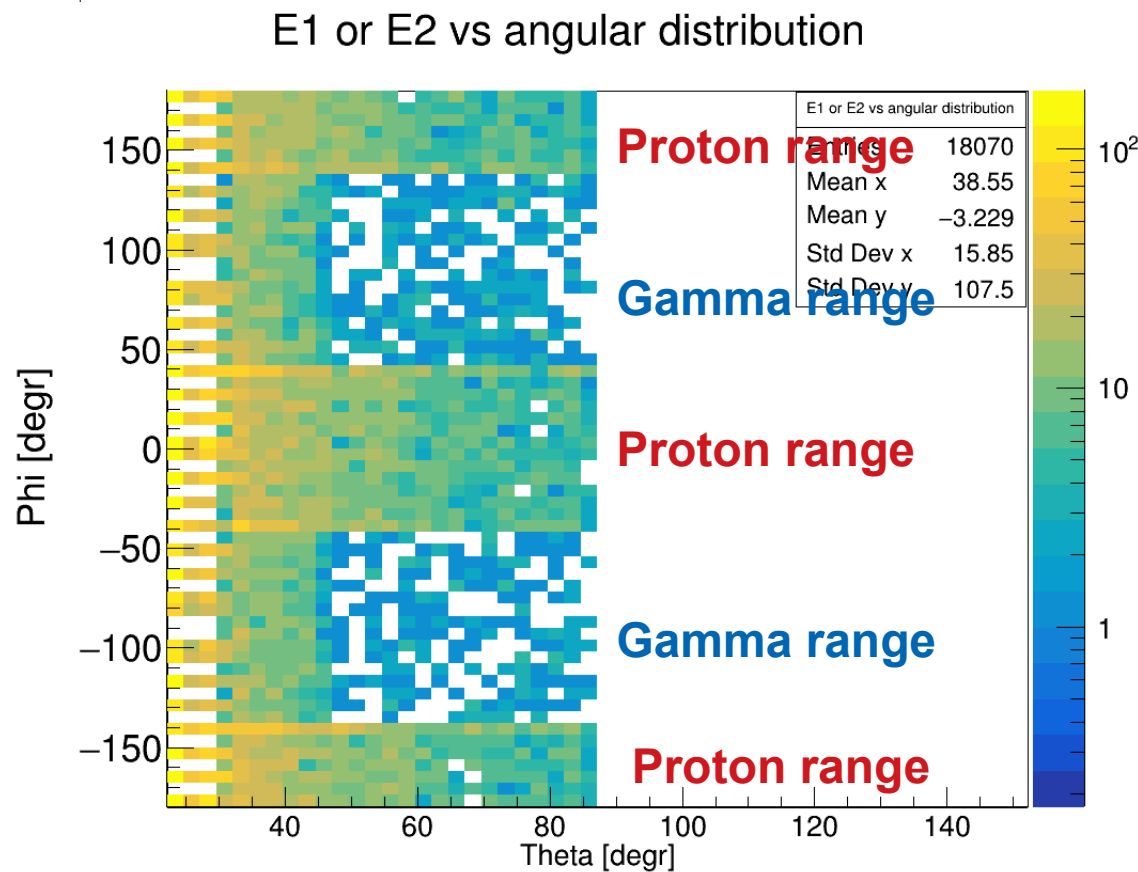 E1 or E2 vs angular distribution
E1 or E2 vs angular distribution
Entries 18070
Mean x 38.55
Mean y −3.229
Std Dev x 15.85
Std Dev y 107.5
Proton range
Gamma range
Proton range
Gamma range
Proton range
Phi [degr]
150
100
50
0
−50
−100
−150
40 60 80 100 120 140
Theta [degr]
10²
10
1